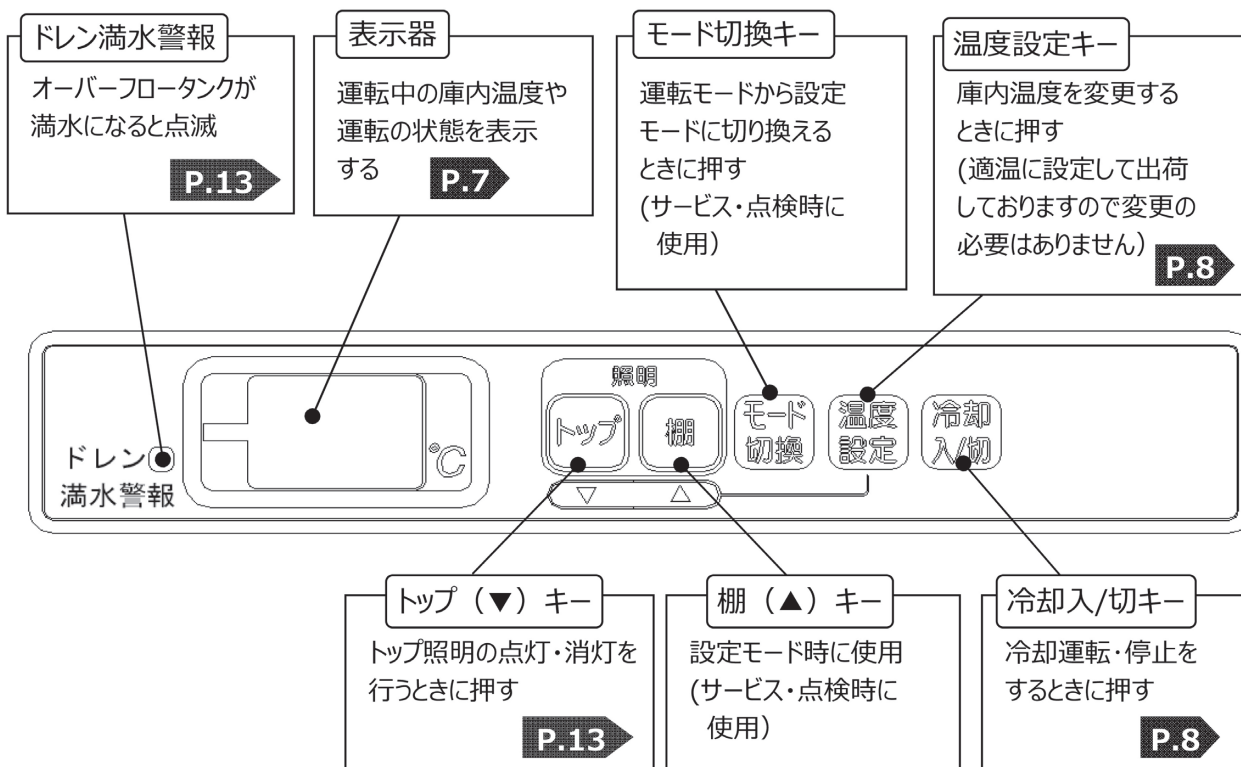 ドレン満水警報
オーバーフロータンクが
満水になると点滅
P.13
表示器
運転中の庫内温度や
運転の状態を表示
する
P.7
モード切換キー
運転モードから設定
モードに切り換える
ときに押す
(サービス・点検時に
使用)
温度設定キー
庫内温度を変更する
ときに押す
(適温に設定して出荷
しておりますので変更の
必要はありません)
P.8
ドレン
満水警報
℃
照明
トップ
棚
▽
△
モード
切換
温度
設定
冷却
入/切
トップ(▼)キー
トップ照明の点灯・消灯を
行うときに押す
P.13
棚(▲)キー
設定モード時に使用
(サービス・点検時に
使用)
冷却入/切キー
冷却運転・停止を
するときに押す
P.8